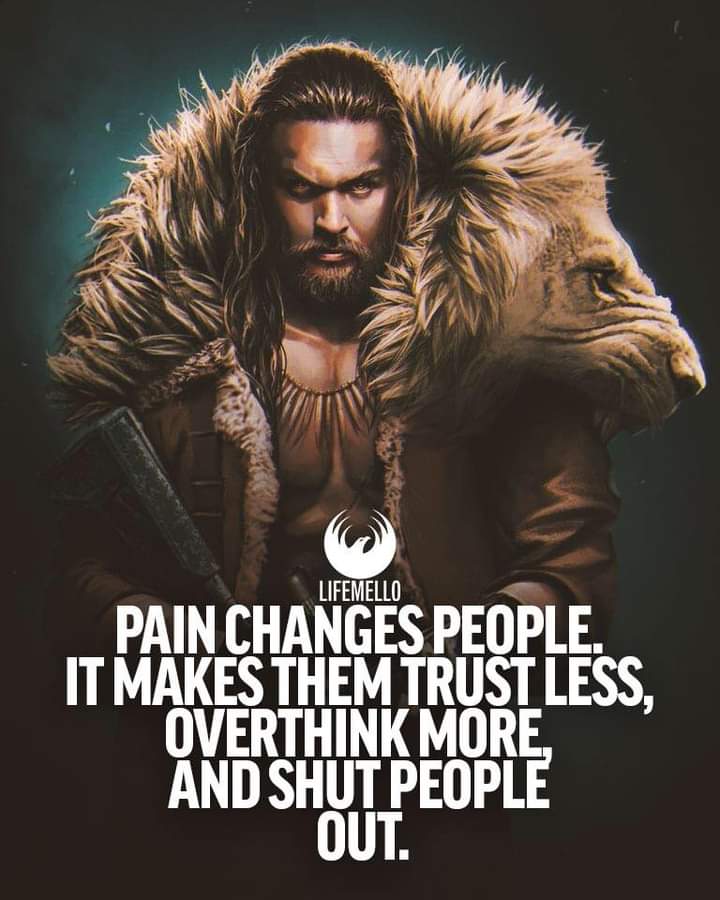 LIFEMELLO
PAIN CHANGES PEOPLE.
IT MAKES THEM TRUST LESS,
OVERTHINK MORE,
AND SHUT PEOPLE
OUT.